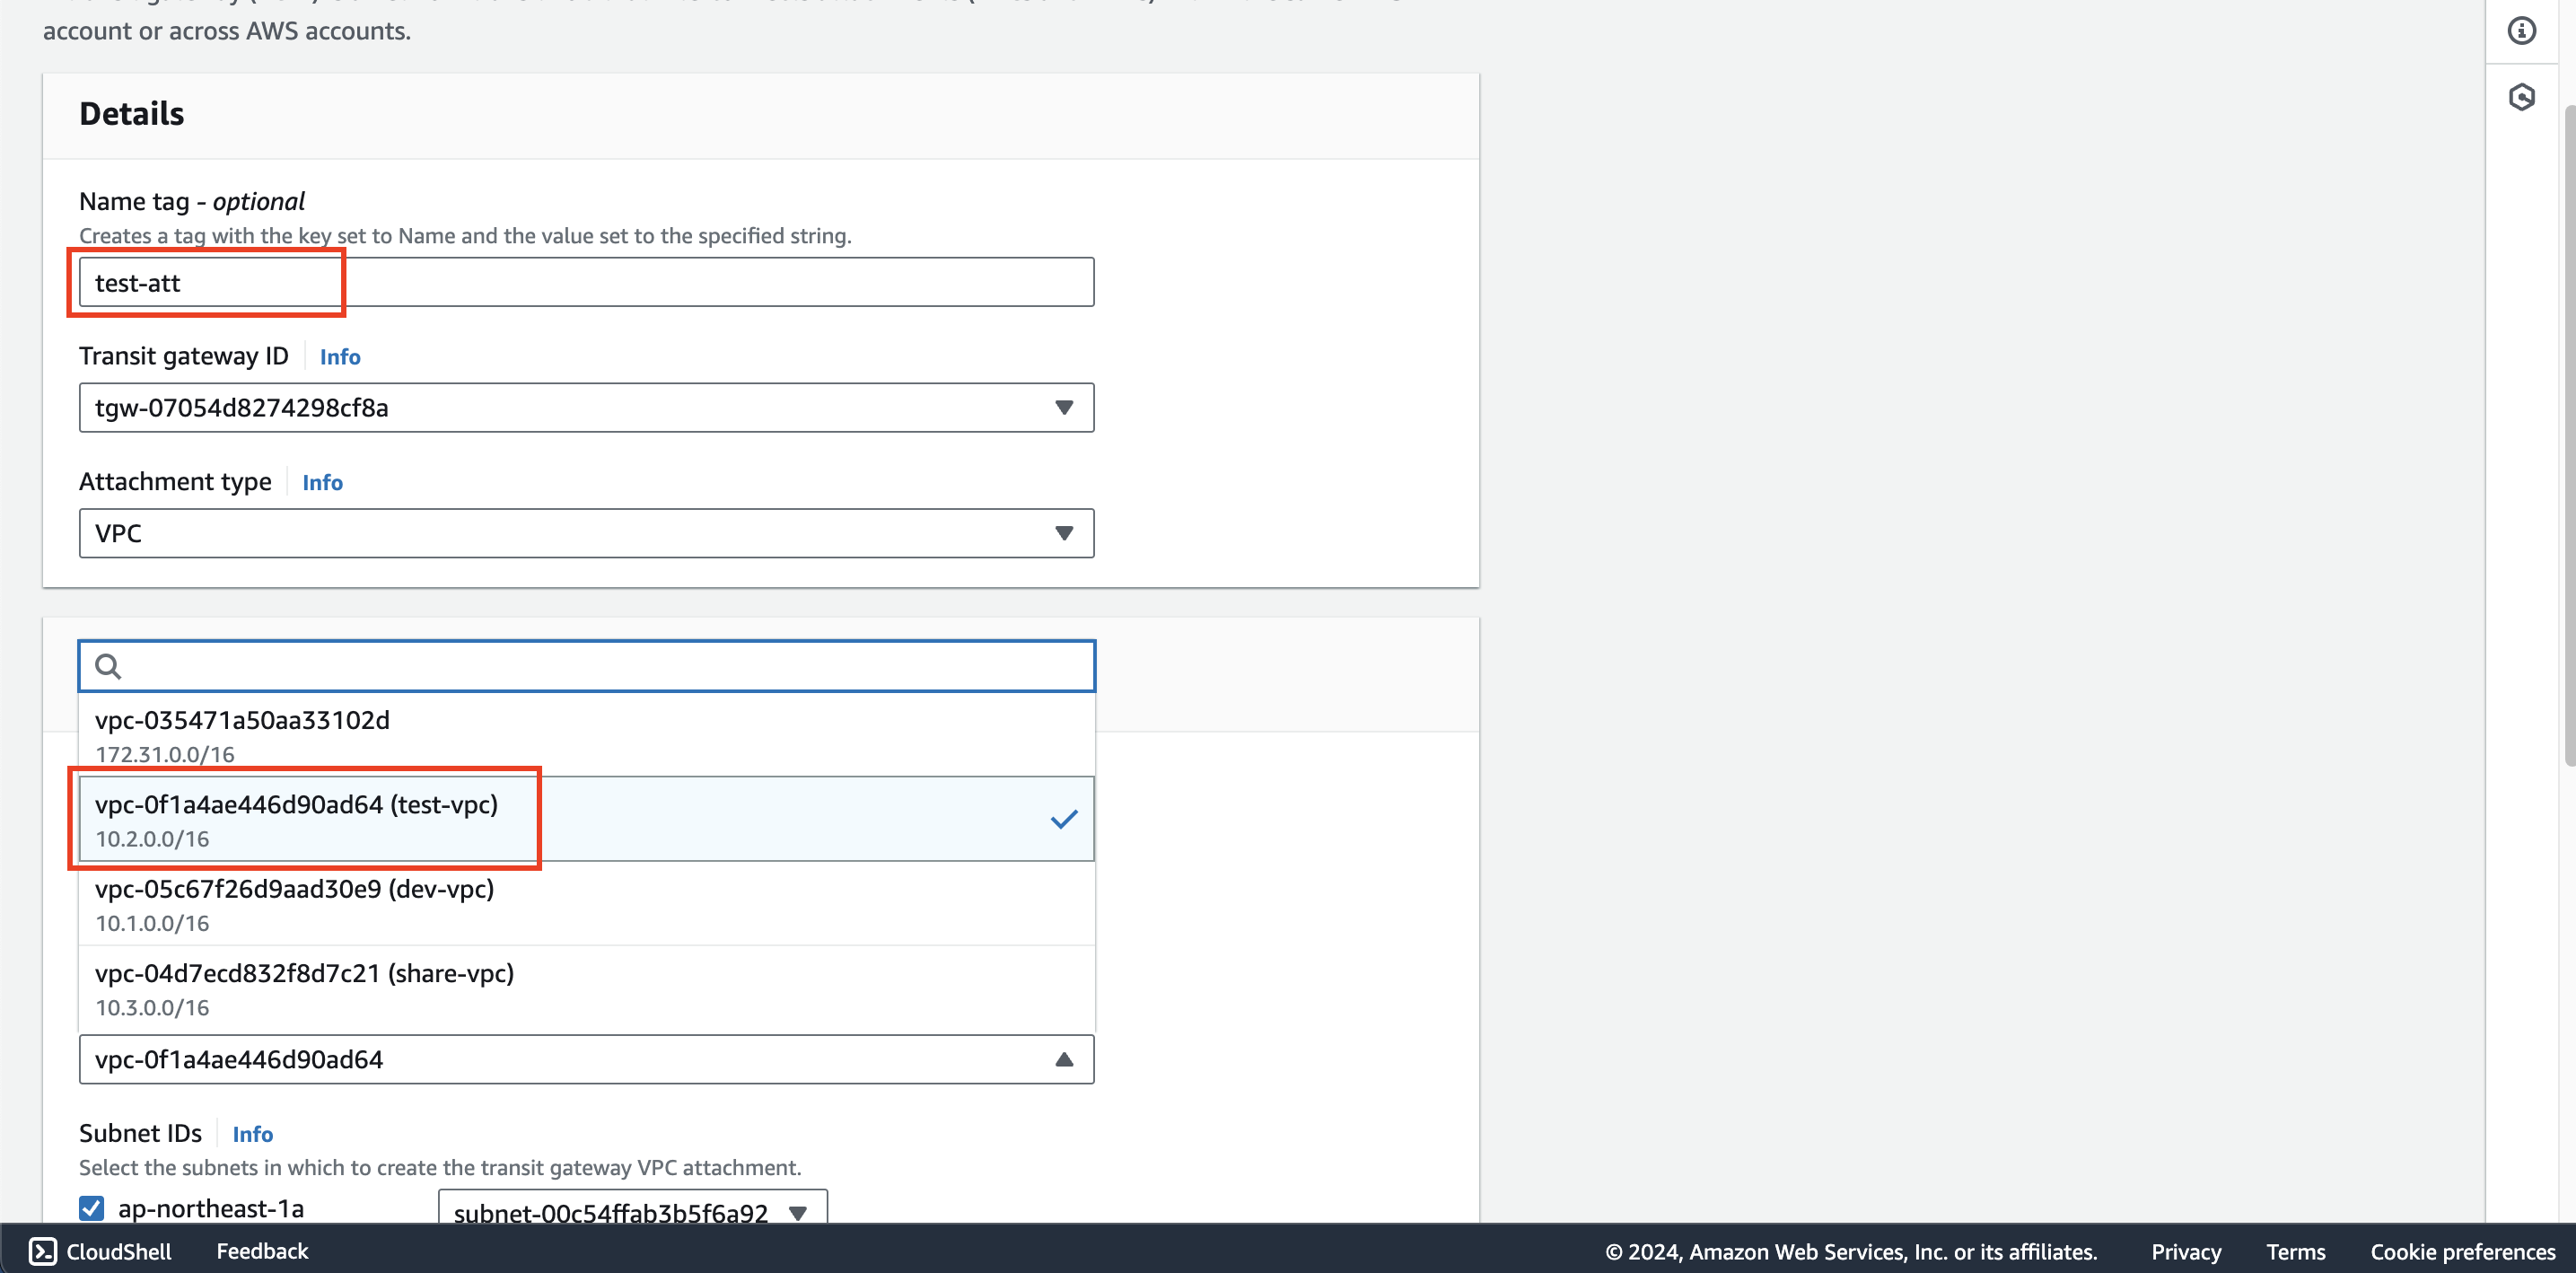 account or across AWS accounts.
Details
Name tag - optional
Creates a tag with the key set to Name and the value set to the specified string.
test-att
Transit gateway ID Info
tgw-07054d8274298cf8a
Attachment type Info
VPC
vpc-035471a50aa33102d
172.31.0.0/16
vpc-0f1a4ae446d90ad64 (test-vpc)
10.2.0.0/16
vpc-05c67f26d9aad30e9 (dev-vpc)
10.1.0.0/16
vpc-04d7ecd832f8d7c21 (share-vpc)
10.3.0.0/16
vpc-0f1a4ae446d90ad64
Subnet IDs Info
Select the subnets in which to create the transit gateway VPC attachment.
ap-northeast-1a subnet-00c54ffab3b5f6a92
CloudShell Feedback © 2024, Amazon Web Services, Inc. or its affiliates. Privacy Terms Cookie preferences